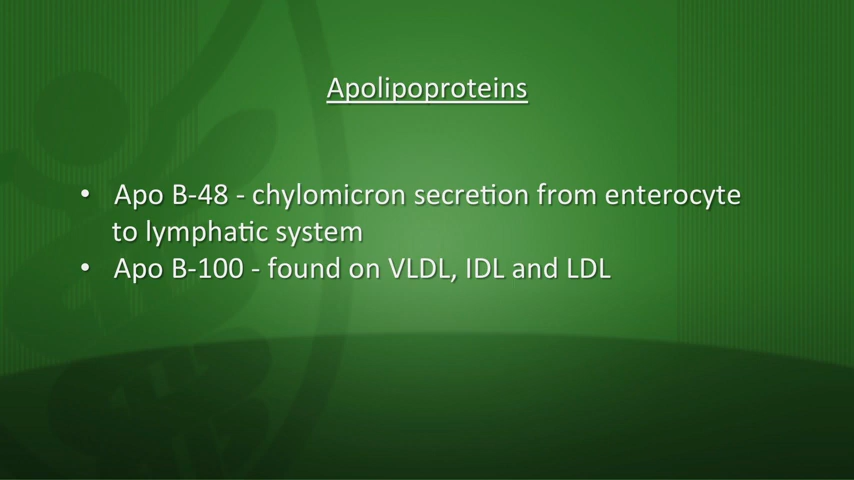 Apolipoproteins
• Apo B-48 - chylomicron secretion from enterocyte
to lymphatic system
• Apo B-100 - found on VLDL, IDL and LDL